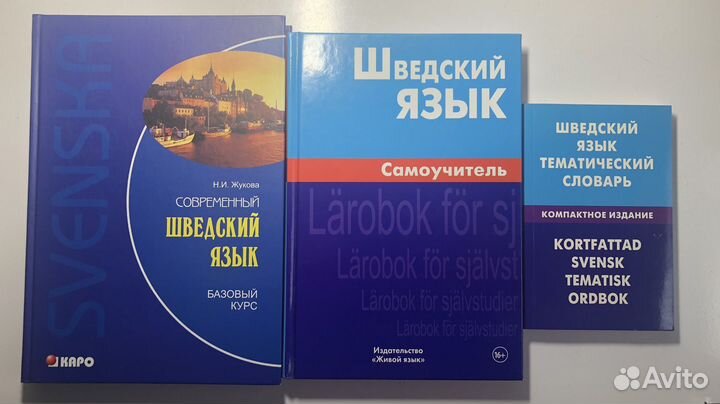 SVENSKA
Н.И. Жукова
СОВРЕМЕННЫЙ
ШВЕДСКИЙ
ЯЗЫК
БАЗОВЫЙ
КУРС
КАРО
ШВЕДСКИЙ
ЯЗЫК
Самоучитель
Lärobok för sj
Lärobok för självst
Lärobok för självstudier
Lärobok för självstudier
Издательство
«Живой язык»
16+
ШВЕДСКИЙ
ЯЗЫК
ТЕМАТИЧЕСКИЙ
СЛОВАРЬ
КОМПАКТНОЕ ИЗДАНИЕ
KORTFATTAD
SVENSK
TEMATISK
ORDBOK
Avito